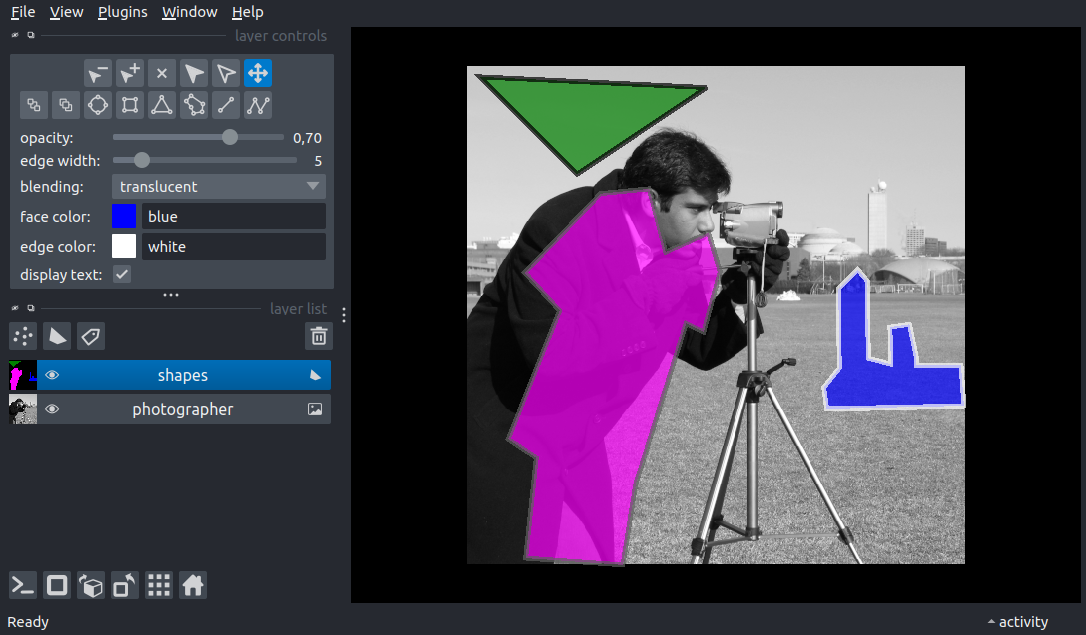 File View Plugins Window Help
layer controls
opacity: 0,70
edge width: 5
blending: translucent
face color: blue
edge color: white
display text:
layer list
shapes
photographer
Ready activity